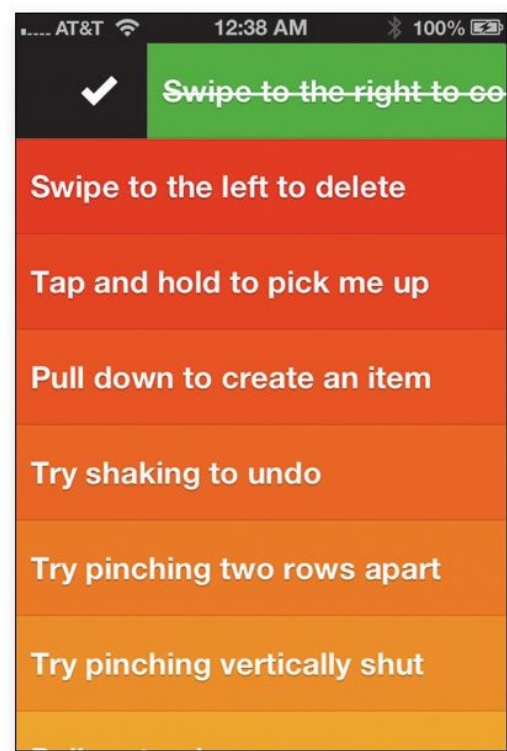 AT&T 12:38 AM 100%
Swipe to the right to co
Swipe to the left to delete
Tap and hold to pick me up
Pull down to create an item
Try shaking to undo
Try pinching two rows apart
Try pinching vertically shut